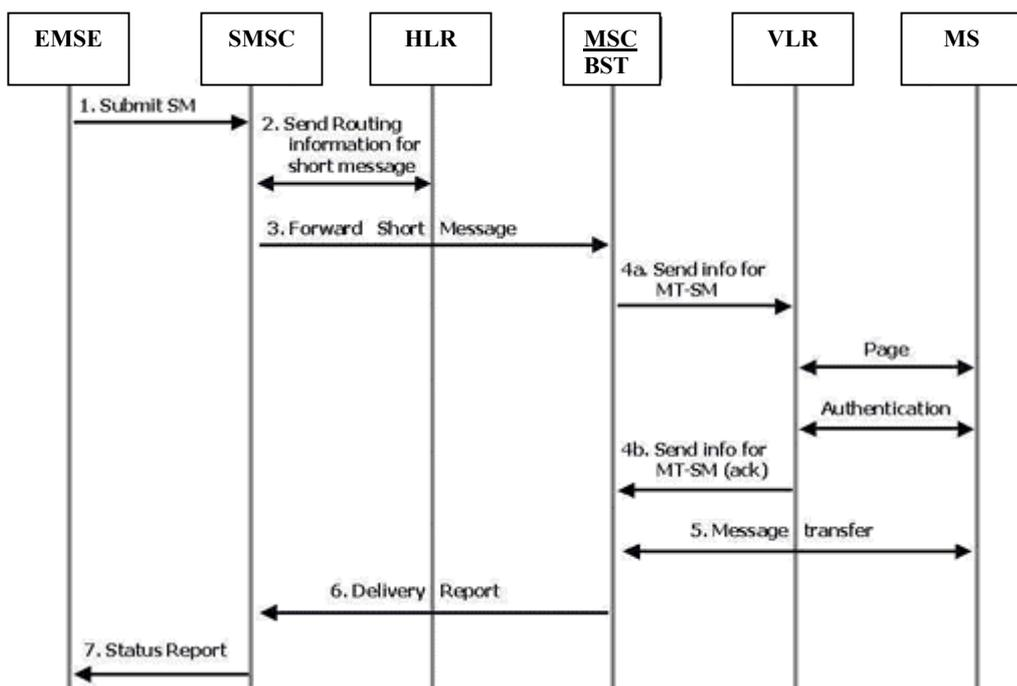 EMSE
SMSC
HLR
MSC
BST
VLR
MS
1. Submit SM
2. Send Routing
information for
short message
3. Forward Short Message
4a. Send info for
MT-SM
Page
Authentication
4b. Send info for
MT-SM (ack)
5. Message transfer
6. Delivery Report
7. Status Report